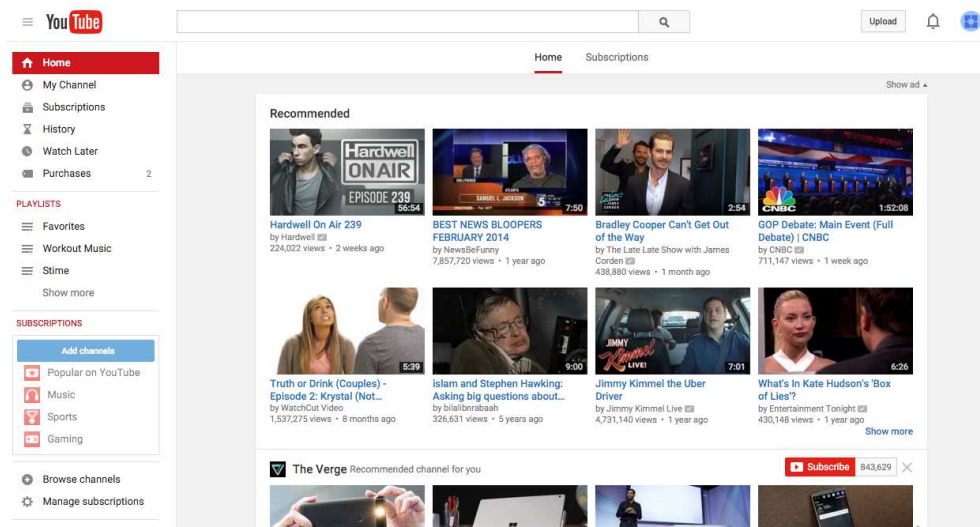 YouTube
Upload
Home
My Channel
Subscriptions
History
Watch Later
Purchases 2
PLAYLISTS
Favorites
Workout Music
Stime
Show more
SUBSCRIPTIONS
Add channels
Popular on YouTube
Music
Sports
Gaming
Browse channels
Manage subscriptions
Home Subscriptions
Show ad
Recommended
Hardwell
ON AIR
EPISODE 239
56:54
Hardwell On Air 239
by Hardwell
224,022 views • 2 weeks ago
SAMUEL L. JACKSON
5
7:50
BEST NEWS BLOOPERS
FEBRUARY 2014
by NewsBeFunny
7,857,720 views • 1 year ago
2:54
Bradley Cooper Can't Get Out
of the Way
by The Late Late Show with James
Corden
438,880 views • 1 month ago
CNBC
1:52:08
GOP Debate: Main Event (Full
Debate) | CNBC
by CNBC
711,147 views • 1 week ago
5:39
Truth or Drink (Couples) -
Episode 2: Krystal (Not...
by WatchCut Video
1,537,275 views • 8 months ago
9:00
islam and Stephen Hawking:
Asking big questions about...
by bilalibnrabaah
326,631 views • 5 years ago
JIMMY
Kimmel
LIVE!
7:01
Jimmy Kimmel the Uber
Driver
by Jimmy Kimmel Live
4,731,140 views • 1 year ago
6:26
What's In Kate Hudson's 'Box
of Lies'?
by Entertainment Tonight
430,148 views • 1 year ago
Show more
The Verge Recommended channel for you
Subscribe 843,629